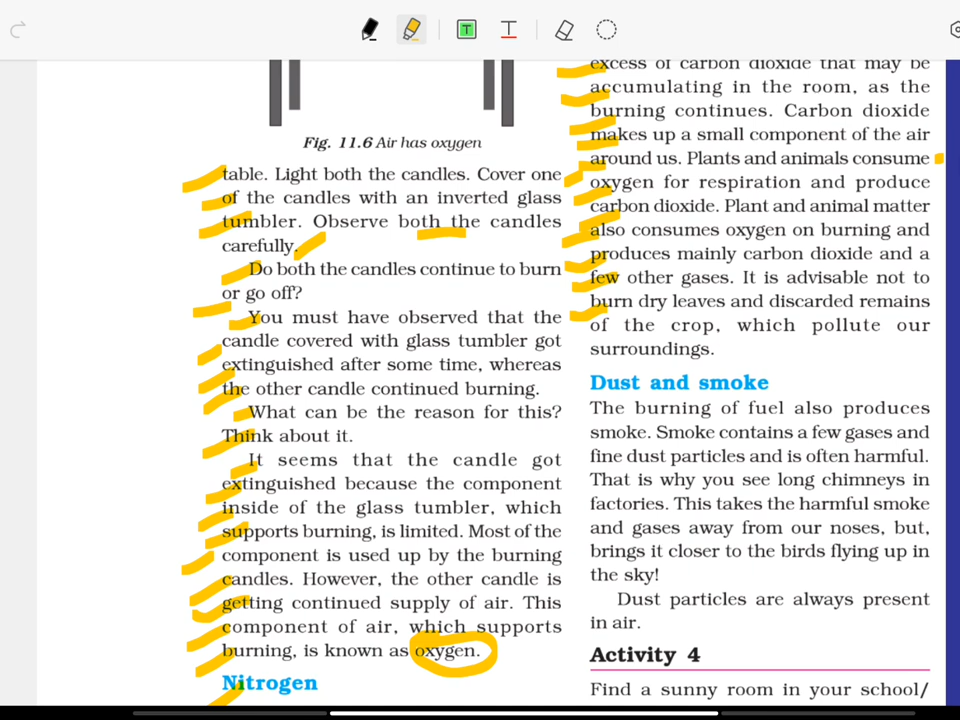 Fig. 11.6 Air has oxygen
table. Light both the candles. Cover one
of the candles with an inverted glass
tumbler. Observe both the candles
carefully.
Do both the candles continue to burn
or go off?
You must have observed that the
candle covered with glass tumbler got
extinguished after some time, whereas
the other candle continued burning.
What can be the reason for this?
Think about it.
It seems that the candle got
extinguished because the component
inside of the glass tumbler, which
supports burning, is limited. Most of the
component is used up by the burning
candles. However, the other candle is
getting continued supply of air. This
component of air, which supports
burning, is known as oxygen.
Nitrogen
excess of carbon dioxide that may be
accumulating in the room, as the
burning continues. Carbon dioxide
makes up a small component of the air
around us. Plants and animals consume
oxygen for respiration and produce
carbon dioxide. Plant and animal matter
also consumes oxygen on burning and
produces mainly carbon dioxide and a
few other gases. It is advisable not to
burn dry leaves and discarded remains
of the crop, which pollute our
surroundings.
Dust and smoke
The burning of fuel also produces
smoke. Smoke contains a few gases and
fine dust particles and is often harmful.
That is why you see long chimneys in
factories. This takes the harmful smoke
and gases away from our noses, but,
brings it closer to the birds flying up in
the sky!
Dust particles are always present
in air.
Activity 4
Find a sunny room in your school/